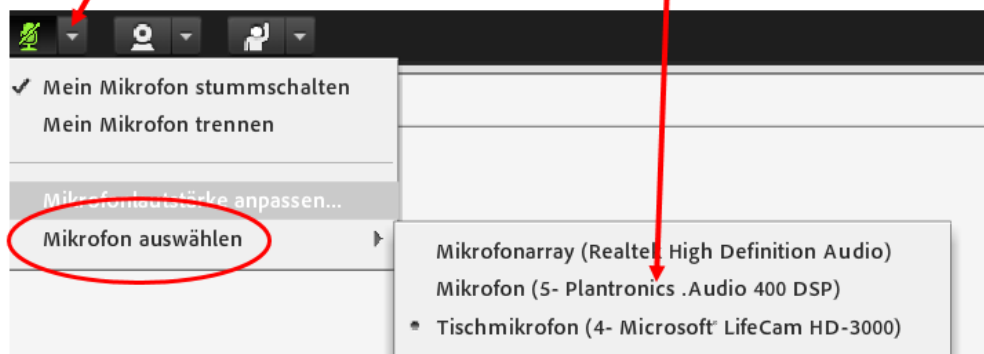 Mein Mikrofon stummschalten
Mein Mikrofon trennen
Mikrofonlautstärke anpassen...
Mikrofon auswählen
Mikrofonarray (Realtek High Definition Audio)
Mikrofon (5- Plantronics .Audio 400 DSP)
Tischmikrofon (4- Microsoft® LifeCam HD-3000)